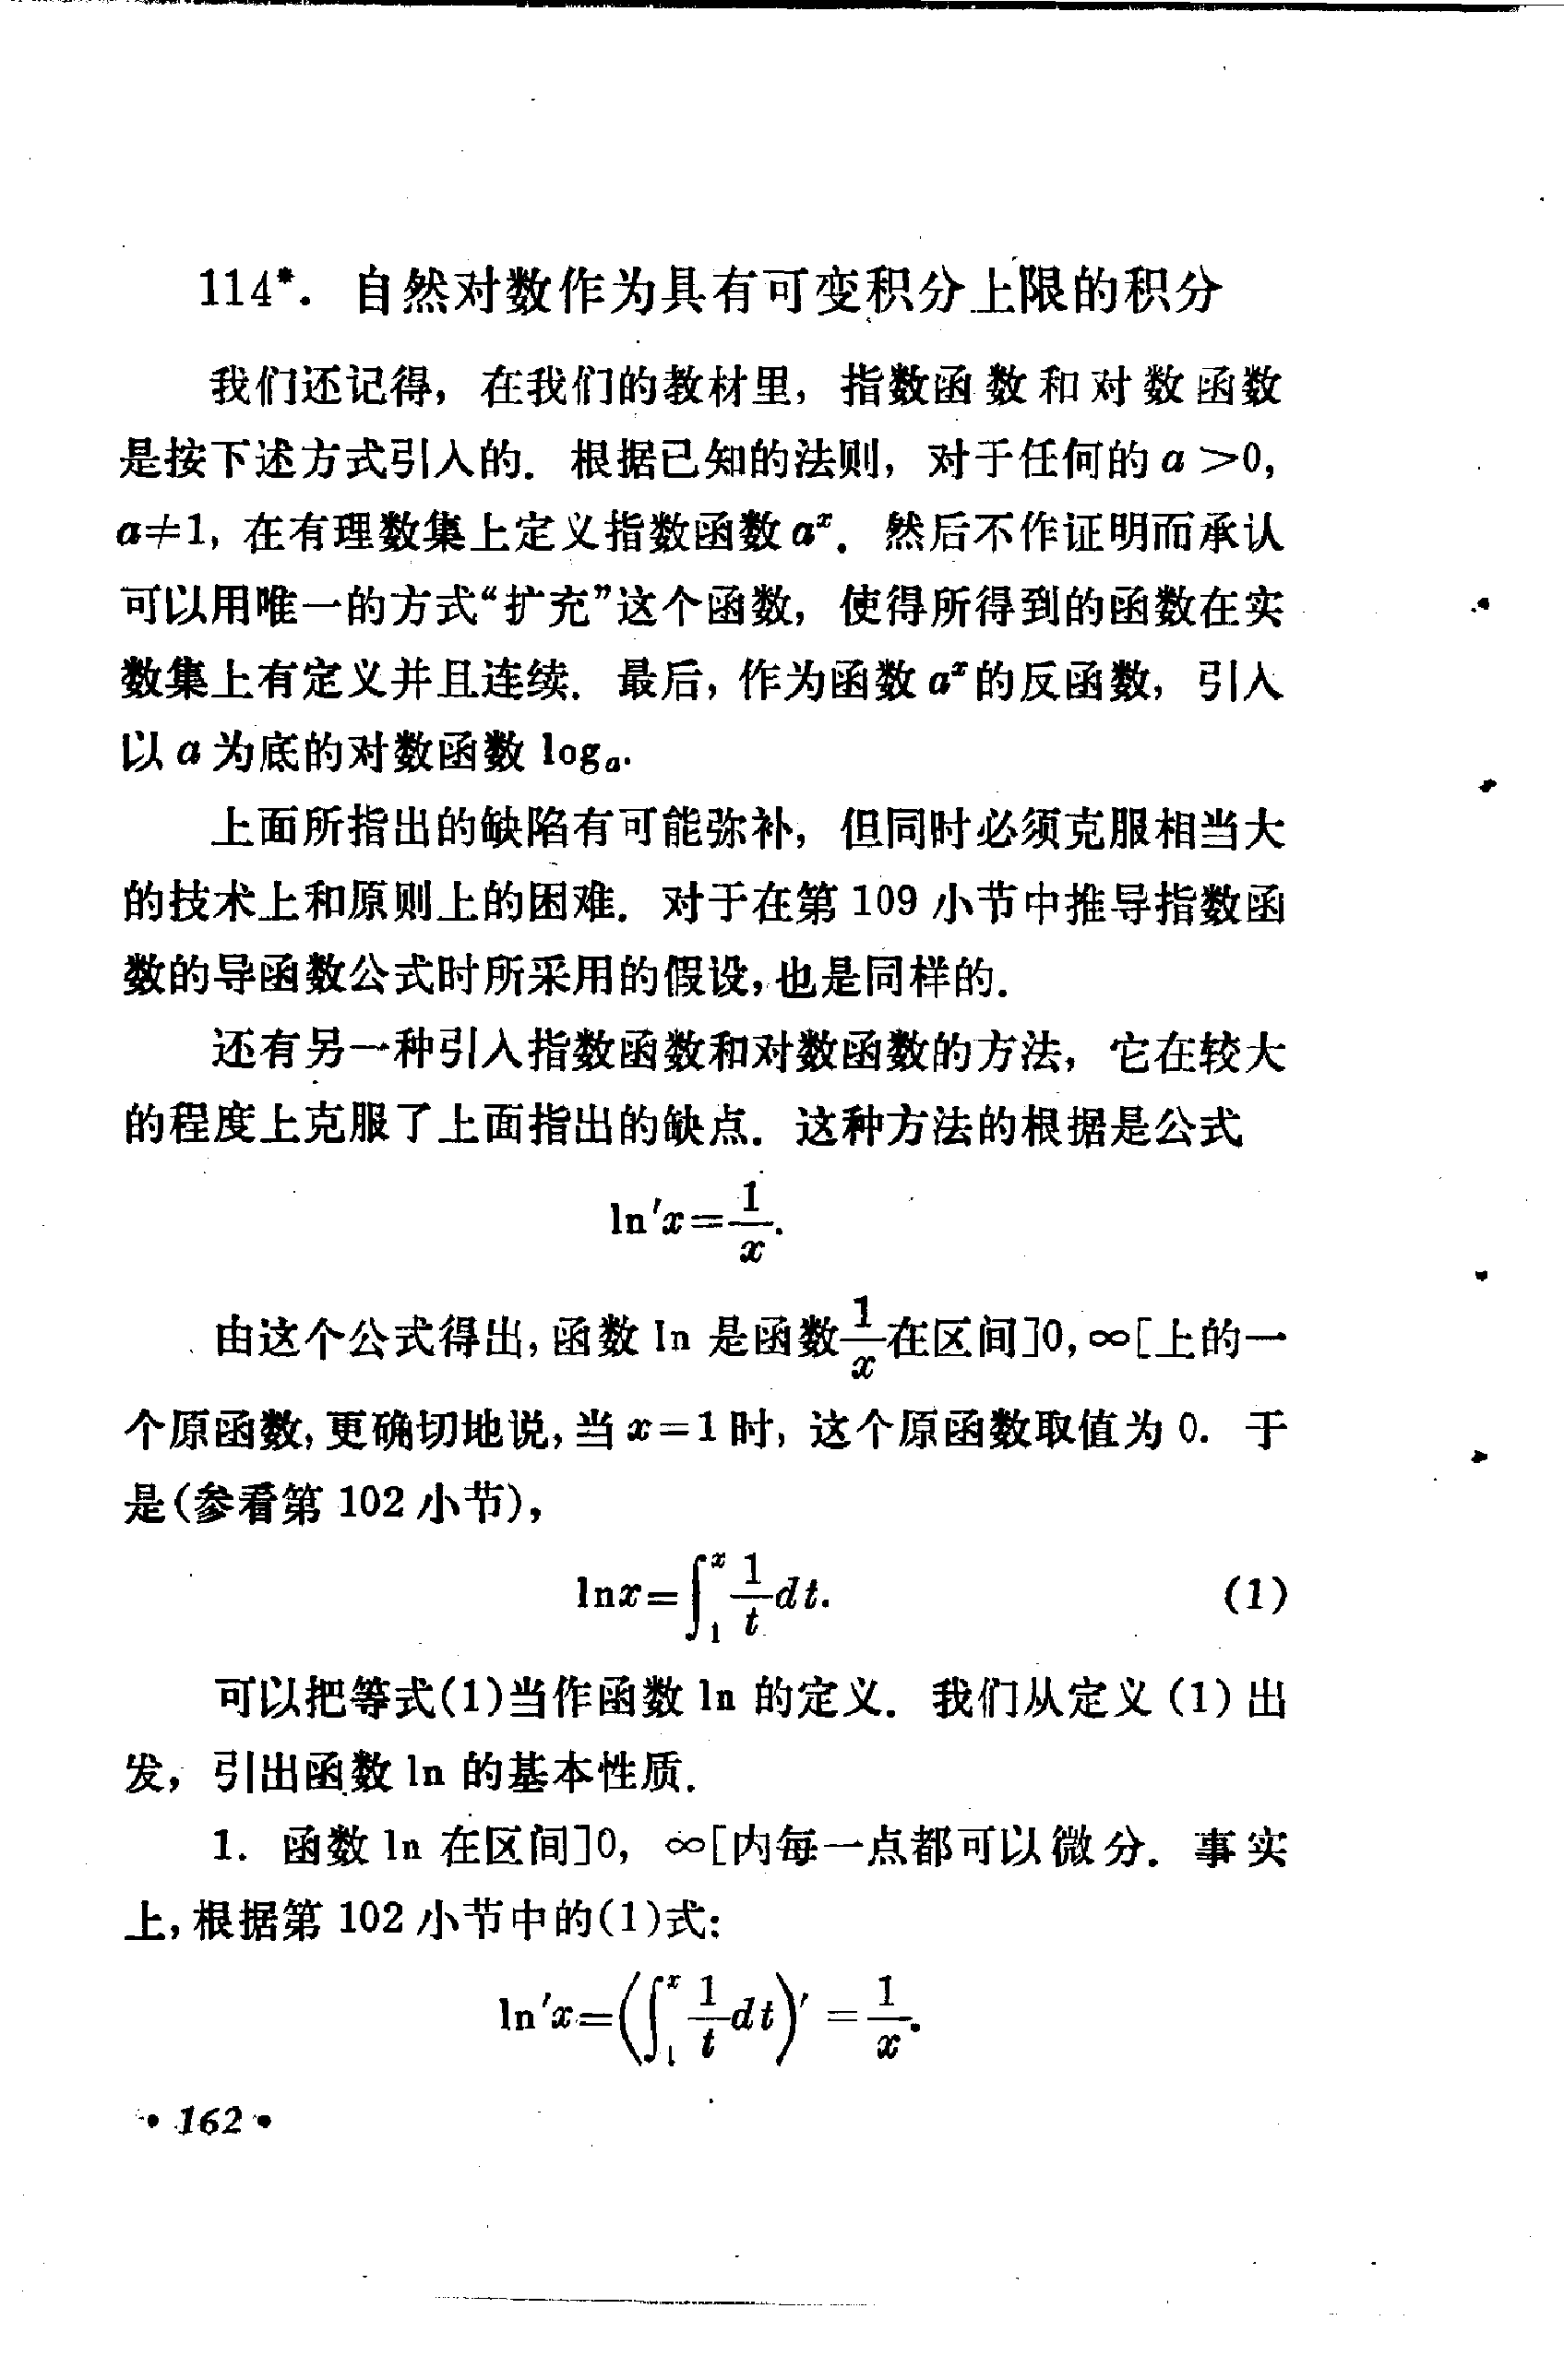 114*. 自然对数作为具有可变积分上限的积分
我们还记得，在我们的教材里，指数函数和对数函数
是按下述方式引入的．根据已知的法则，对于任何的 a >0,
a≠1, 在有理数集上定义指数函数 aˣ．然后不作证明而承认
可以用唯一的方式“扩充”这个函数，使得所得到的函数在实
数集上有定义并且连续．最后，作为函数 aˣ 的反函数，引入
以 a 为底的对数函数 logₐ.
上面所指出的缺陷有可能弥补，但同时必须克服相当大
的技术上和原则上的困难．对于在第 109 小节中推导指数函
数的导函数公式时所采用的假设，也是同样的．
还有另一种引入指数函数和对数函数的方法，它在较大
的程度上克服了上面指出的缺点．这种方法的根据是公式
ln′x=1/x.
由这个公式得出，函数 ln 是函数 1/x 在区间]0, ∞[上的一
个原函数，更确切地说，当 x=1 时，这个原函数取值为 0．于
是(参看第 102 小节)，
lnx=∫₁ˣ 1/t dt. (1)
可以把等式(1)当作函数 ln 的定义．我们从定义(1)出
发，引出函数 ln 的基本性质．
1. 函数 ln 在区间]0, ∞[内每一点都可以微分．事实
上，根据第 102 小节中的(1)式：
ln′x=(∫₁ˣ 1/t dt)′=1/x.
• 162 •